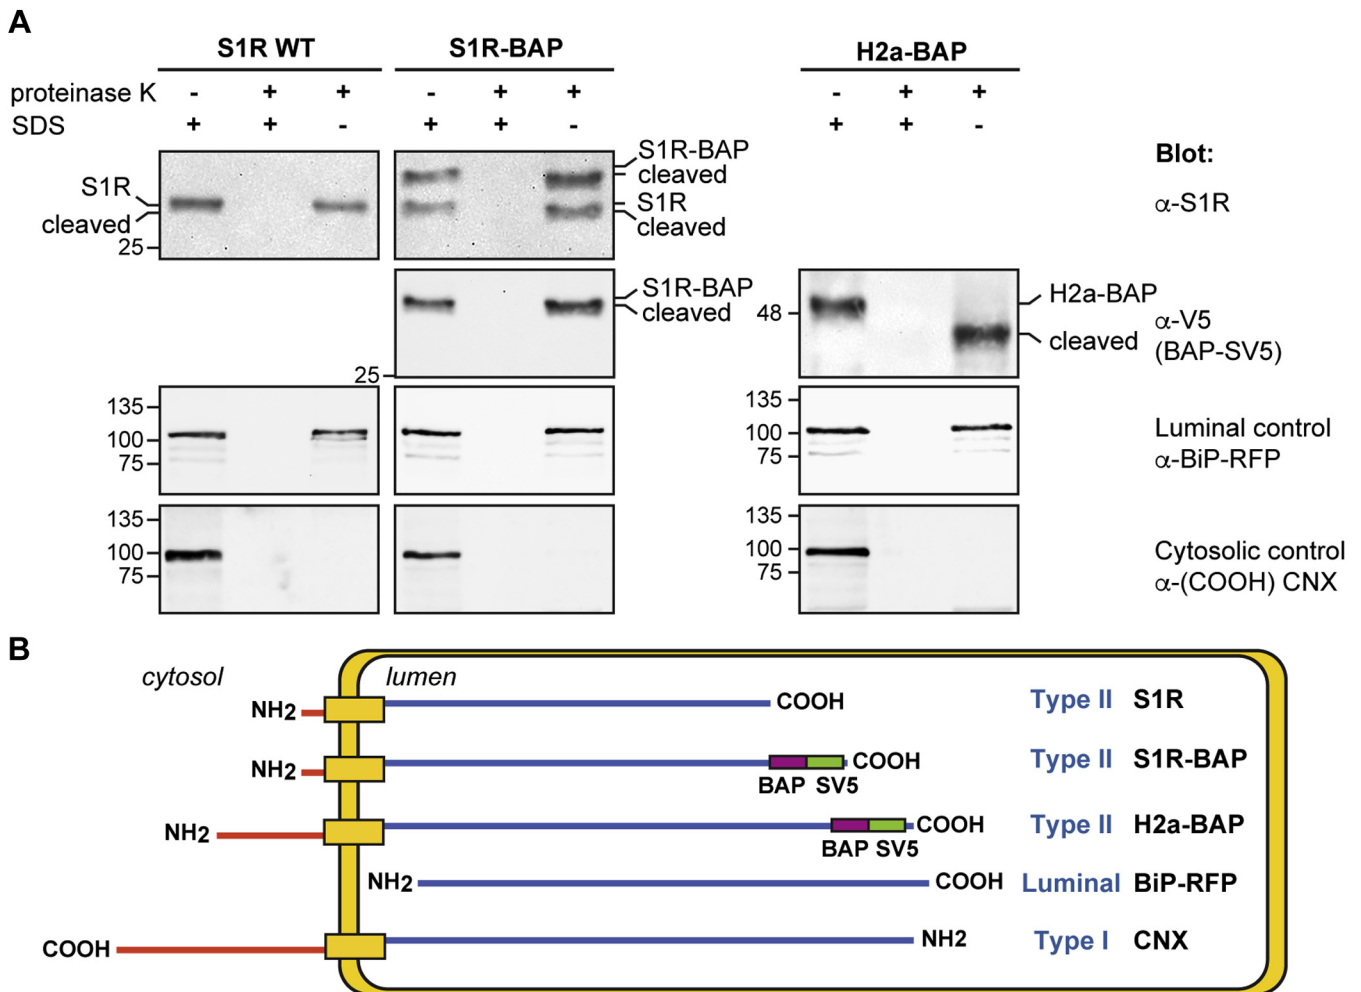 A
S1R WT S1R-BAP H2a-BAP
proteinase K - + + - + + - + +
SDS + + - + + - + + -
Blot:
S1R
cleaved
25
S1R-BAP
cleaved
S1R
cleaved
α-S1R
25
S1R-BAP
cleaved
48
H2a-BAP
cleaved
α-V5
(BAP-SV5)
135
100
75
135
100
75
Luminal control
α-BiP-RFP
135
100
75
135
100
75
Cytosolic control
α-(COOH) CNX
B
cytosol lumen
NH2 COOH Type II S1R
NH2 COOH Type II S1R-BAP
BAP SV5
NH2 COOH Type II H2a-BAP
BAP SV5
NH2 COOH Luminal BiP-RFP
COOH NH2 Type I CNX